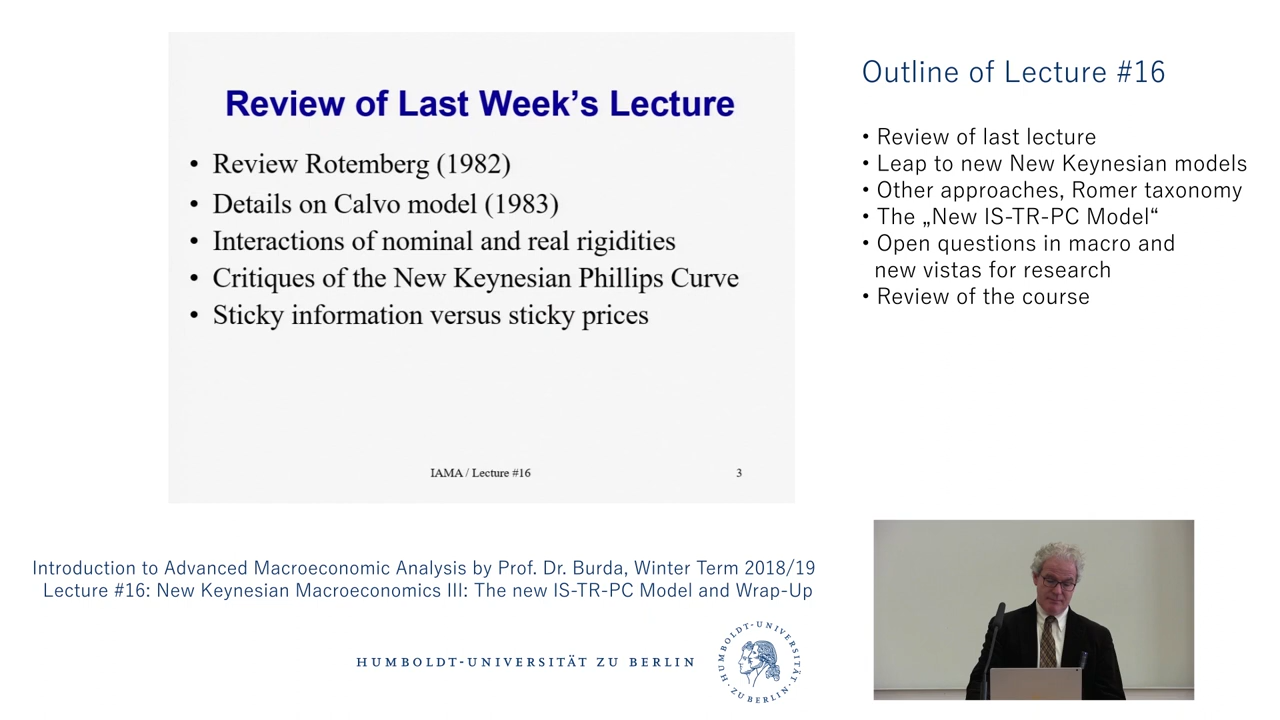 Review of Last Week’s Lecture
• Review Rotemberg (1982)
• Details on Calvo model (1983)
• Interactions of nominal and real rigidities
• Critiques of the New Keynesian Phillips Curve
• Sticky information versus sticky prices
IAMA / Lecture #16
3
Outline of Lecture #16
• Review of last lecture
• Leap to new New Keynesian models
• Other approaches, Romer taxonomy
• The „New IS-TR-PC Model“
• Open questions in macro and
new vistas for research
• Review of the course
Introduction to Advanced Macroeconomic Analysis by Prof. Dr. Burda, Winter Term 2018/19
Lecture #16: New Keynesian Macroeconomics III: The new IS-TR-PC Model and Wrap-Up
HUMBOLDT-UNIVERSITÄT ZU BERLIN
HUMBOLDT-UNIVERSITÄT
ZU BERLIN